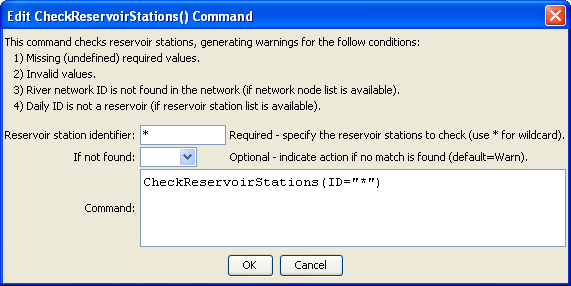 Edit CheckReservoirStations() Command
This command checks reservoir stations, generating warnings for the follow conditions:
1) Missing (undefined) required values.
2) Invalid values.
3) River network ID is not found in the network (if network node list is available).
4) Daily ID is not a reservoir (if reservoir station list is available).
Reservoir station identifier: * Required - specify the reservoir stations to check (use * for wildcard).
If not found: Optional - indicate action if no match is found (default=Warn).
CheckReservoirStations(ID="*")
Command:
OK Cancel